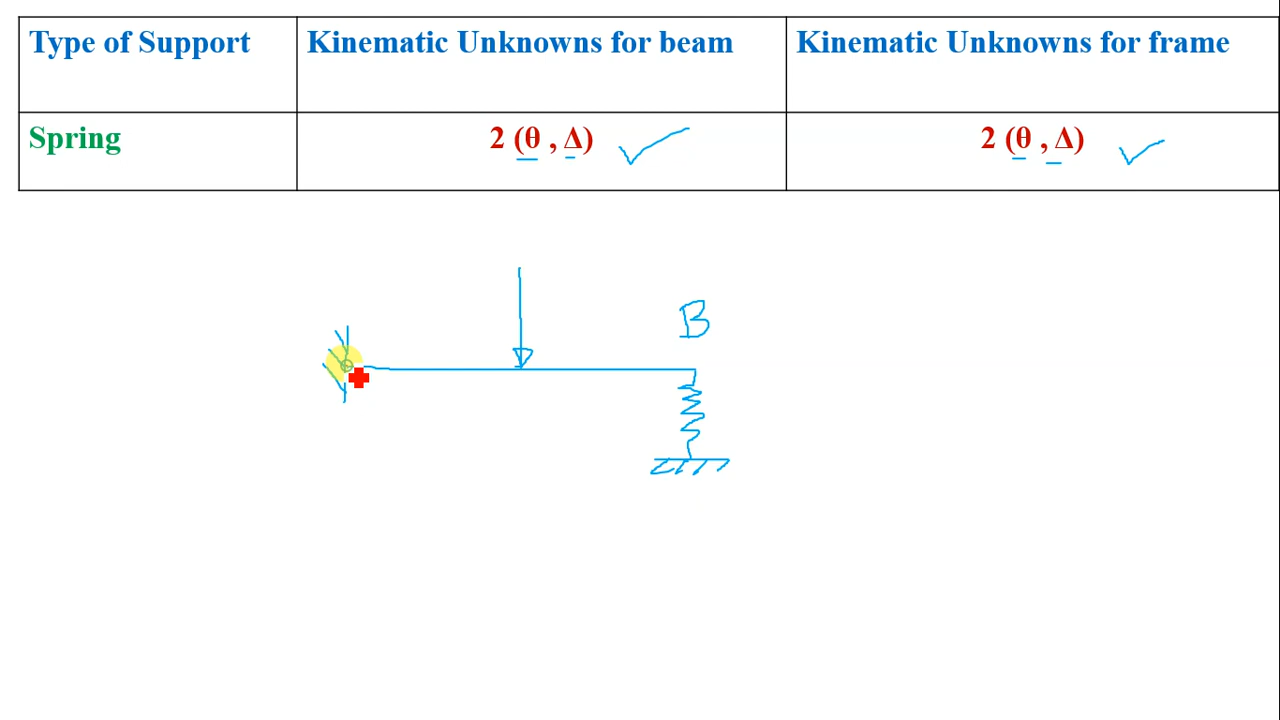 Type of Support Kinematic Unknowns for beam Kinematic Unknowns for frame
Spring 2 (θ , Δ) 2 (θ , Δ)
B